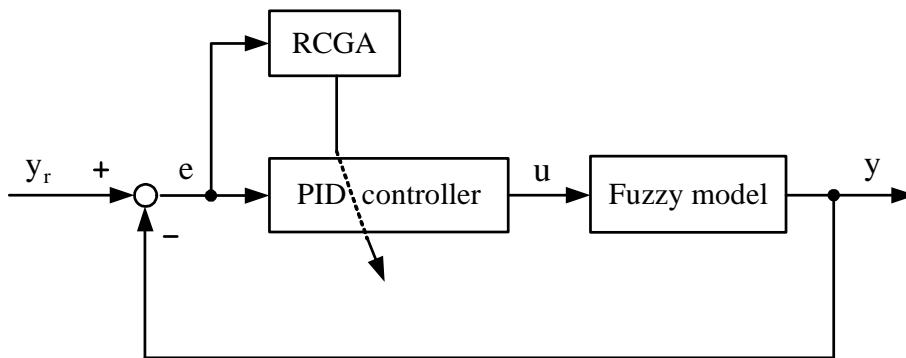 RCGA
y_r
+
e
PID controller
u
Fuzzy model
y
−